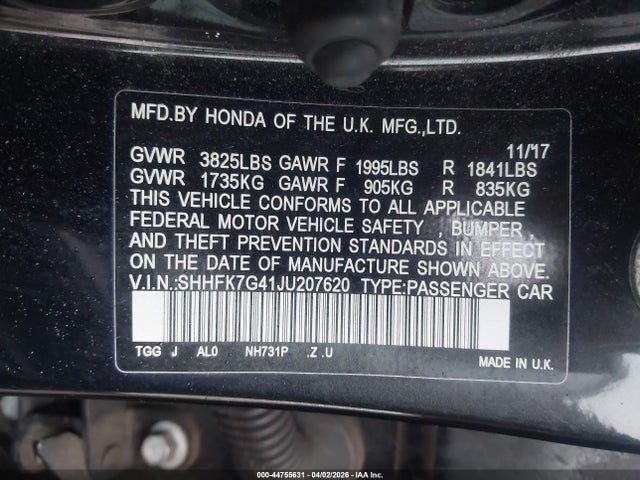 MFD.BY HONDA OF THE U.K. MFG.,LTD.
11/17
GVWR 3825LBS GAWR F 1995LBS R 1841LBS
GVWR 1735KG GAWR F 905KG R 835KG
THIS VEHICLE CONFORMS TO ALL APPLICABLE
FEDERAL MOTOR VEHICLE SAFETY , BUMPER ,
AND THEFT PREVENTION STANDARDS IN EFFECT
ON THE DATE OF MANUFACTURE SHOWN ABOVE.
V.I.N.:SHHFK7G41JU207620 TYPE:PASSENGER CAR
TGG J AL0 NH731P .Z .U
MADE IN U.K.
000-44755631 | 04/02/2026 | IAA Inc.